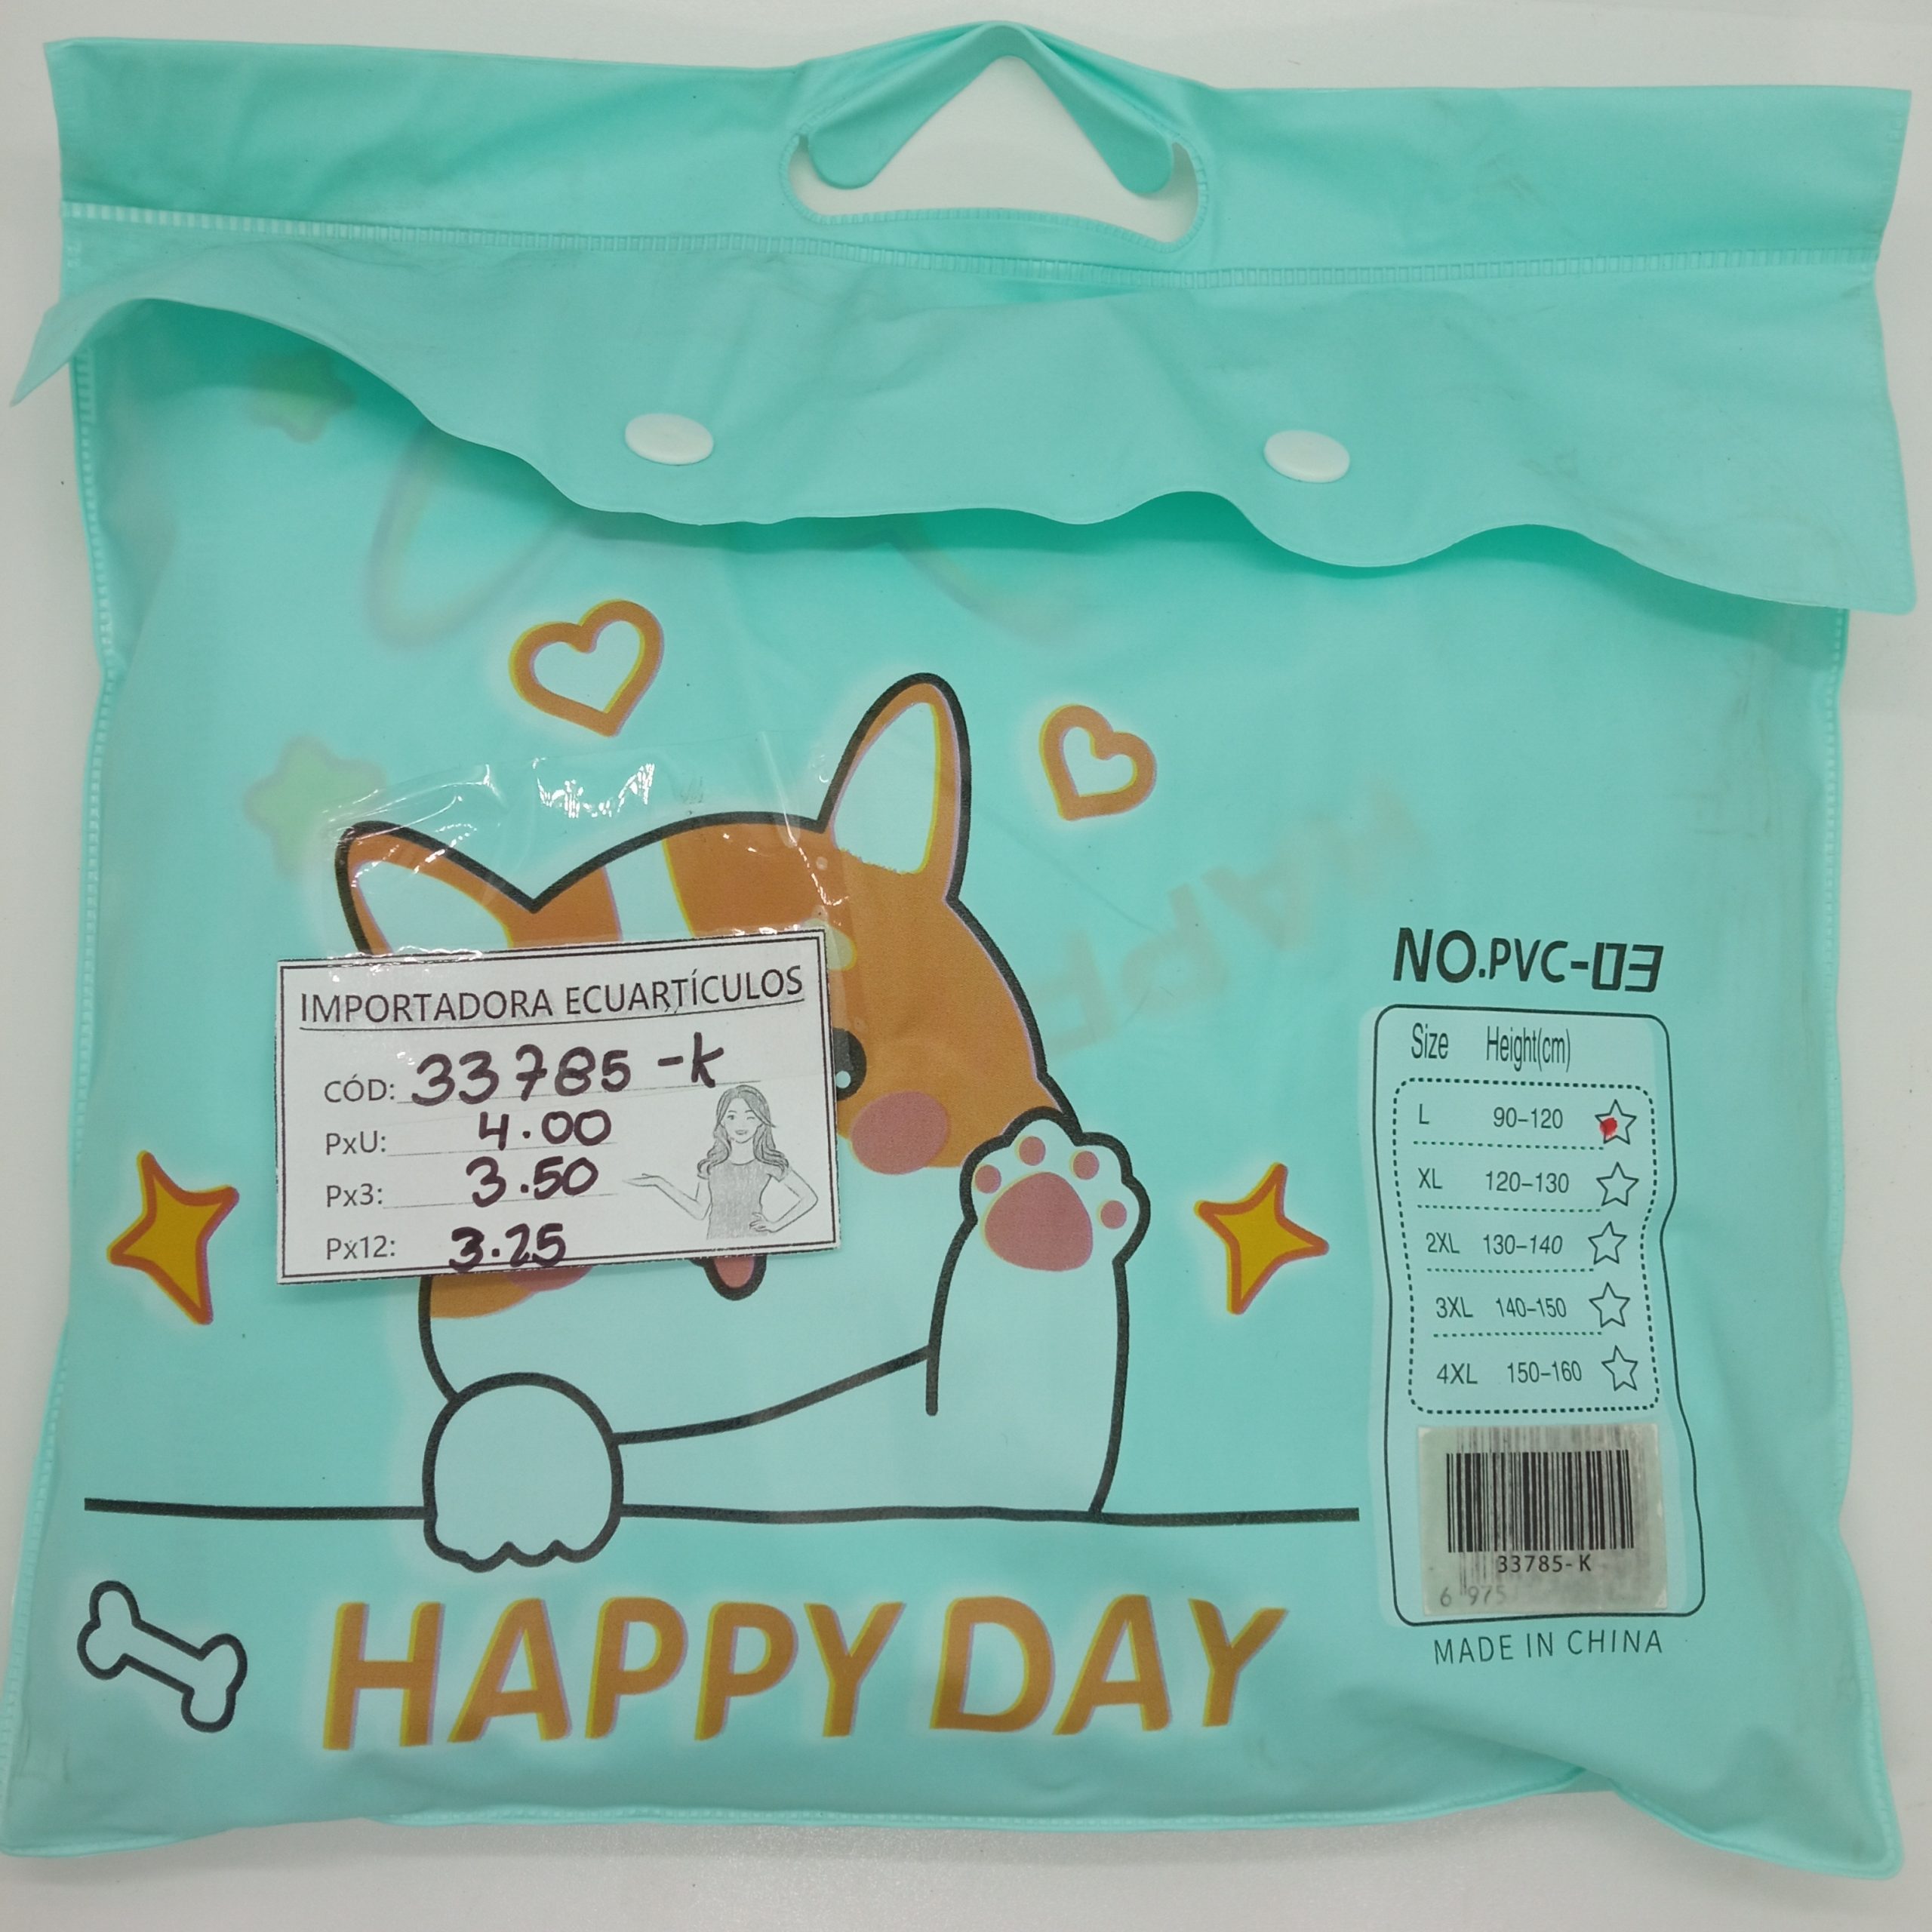 IMPORTADORA ECUARTÍCULOS
CÓD: 33785-K
PxU: 4.00
Px3: 3.50
Px12: 3.25
NO.PVC-03
Size Height(cm)
L 90-120
XL 120-130
2XL 130-140
3XL 140-150
4XL 150-160
33785-K
6 975
MADE IN CHINA
HAPPY DAY